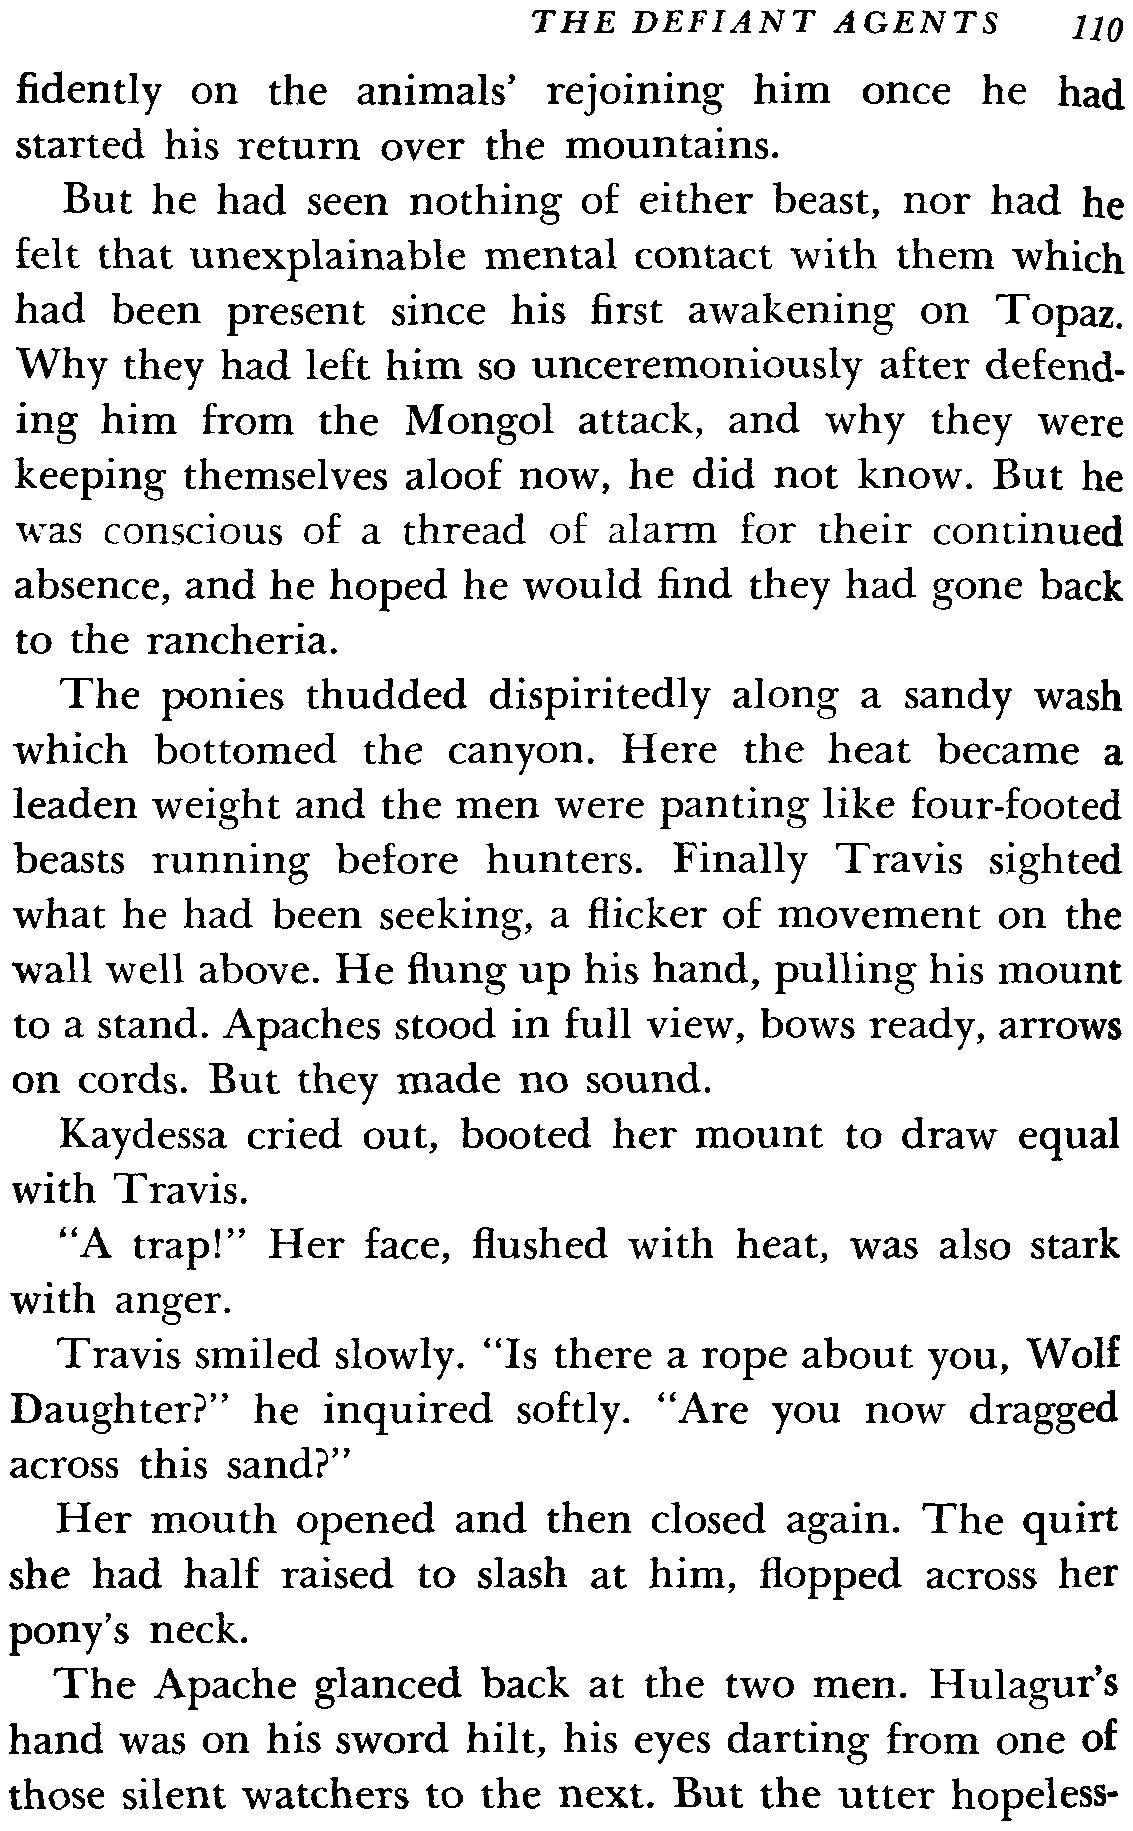 THE DEFIANT AGENTS 110
fidently on the animals' rejoining him once he had
started his return over the mountains.
But he had seen nothing of either beast, nor had he
felt that unexplainable mental contact with them which
had been present since his first awakening on Topaz.
Why they had left him so unceremoniously after defend-
ing him from the Mongol attack, and why they were
keeping themselves aloof now, he did not know. But he
was conscious of a thread of alarm for their continued
absence, and he hoped he would find they had gone back
to the rancheria.
The ponies thudded dispiritedly along a sandy wash
which bottomed the canyon. Here the heat became a
leaden weight and the men were panting like four-footed
beasts running before hunters. Finally Travis sighted
what he had been seeking, a flicker of movement on the
wall well above. He flung up his hand, pulling his mount
to a stand. Apaches stood in full view, bows ready, arrows
on cords. But they made no sound.
Kaydessa cried out, booted her mount to draw equal
with Travis.
"A trap!" Her face, flushed with heat, was also stark
with anger.
Travis smiled slowly. "Is there a rope about you, Wolf
Daughter?" he inquired softly. "Are you now dragged
across this sand?"
Her mouth opened and then closed again. The quirt
she had half raised to slash at him, flopped across her
pony's neck.
The Apache glanced back at the two men. Hulagur's
hand was on his sword hilt, his eyes darting from one of
those silent watchers to the next. But the utter hopeless-